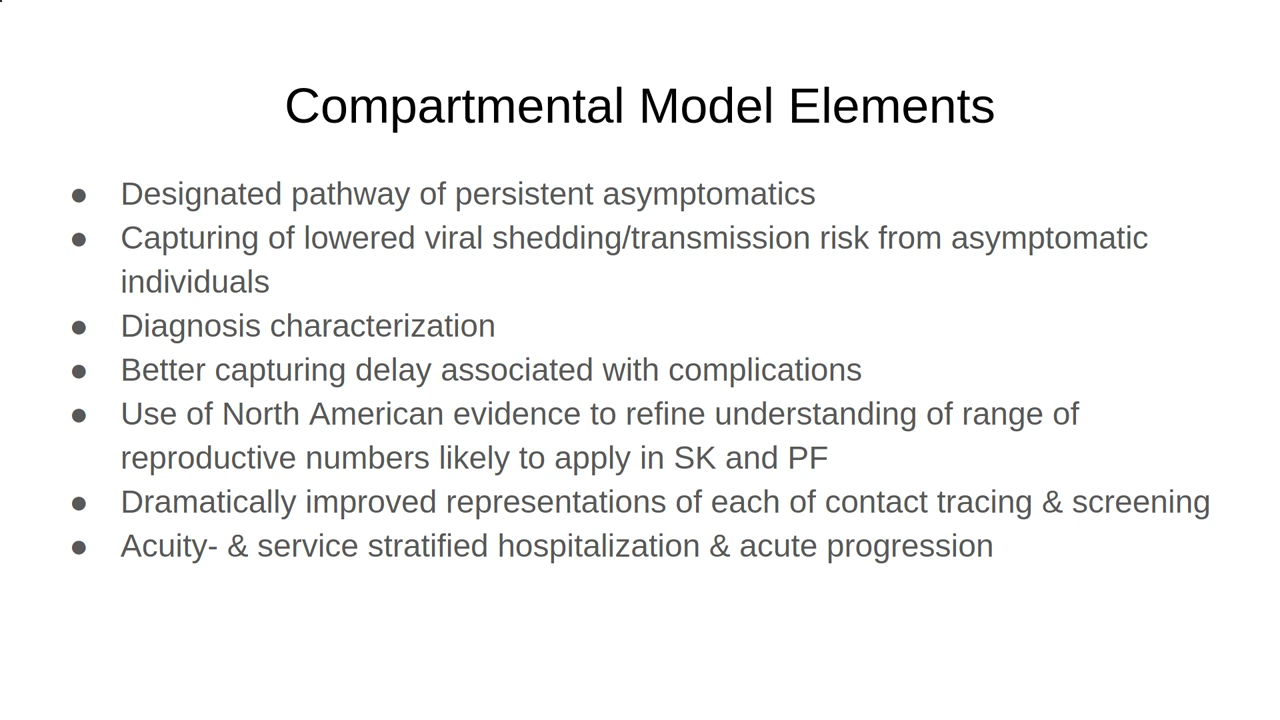 Compartmental Model Elements
● Designated pathway of persistent asymptomatics
● Capturing of lowered viral shedding/transmission risk from asymptomatic
individuals
● Diagnosis characterization
● Better capturing delay associated with complications
● Use of North American evidence to refine understanding of range of
reproductive numbers likely to apply in SK and PF
● Dramatically improved representations of each of contact tracing & screening
● Acuity- & service stratified hospitalization & acute progression